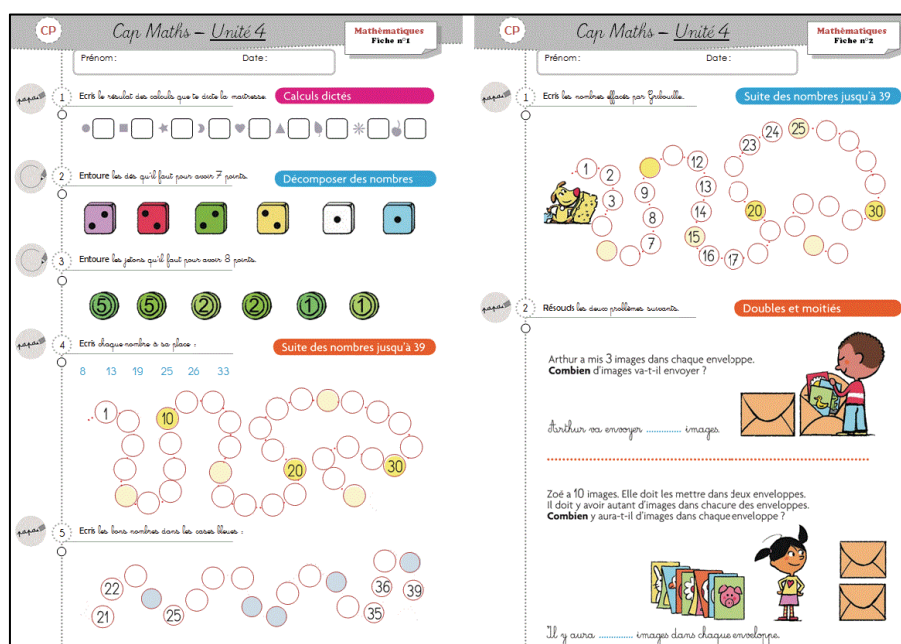 CP
Cap Maths – Unité 4
Mathématiques
Fiche n°1
Prénom :
Date :
1
Ecris le résulat des calculs que te dicte la maitresse.
Calculs dictés
2
Entoure les dés qu'il faut pour avoir 7 points.
Décomposer des nombres
3
Entoure les jetons qu'il faut pour avoir 8 points.
5 5 2 2 1 1
4
Ecris chaque nombre à sa place :
Suite des nombres jusqu'à 39
8 13 19 25 26 33
1 10 20 30
5
Ecris les bons nombres dans les cases bleues :
21 22 25 35 36 39
CP
Cap Maths – Unité 4
Mathématiques
Fiche n°2
Prénom :
Date :
1
Ecris les nombres effacés par Gribouille.
Suite des nombres jusqu'à 39
1 2 3 7 8 9 12 13 14 15 16 17 20 23 24 25 30
2
Résouds les deux problèmes suivants.
Doubles et moitiés
Arthur a mis 3 images dans chaque enveloppe.
Combien d'images va-t-il envoyer ?
Arthur va envoyer .............. images.
Zoé a 10 images. Elle doit les mettre dans deux enveloppes.
Il doit y avoir autant d'images dans chacure des enveloppes.
Combien y aura-t-il d'images dans chaque enveloppe ?
Il y aura .............. images dans chaque enveloppe.